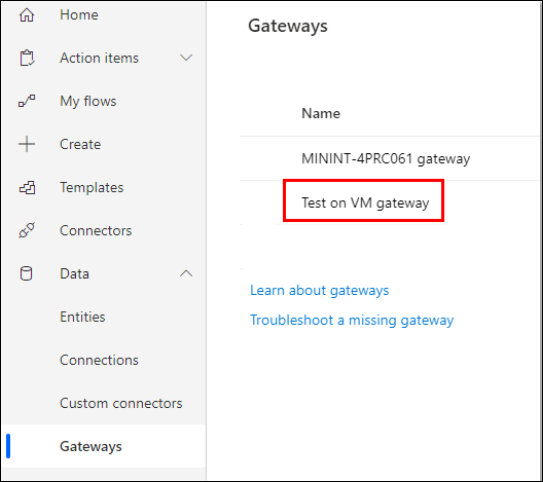 Home
Action items
My flows
Create
Templates
Connectors
Data
Entities
Connections
Custom connectors
Gateways
Gateways
Name
MININT-4PRC061 gateway
Test on VM gateway
Learn about gateways
Troubleshoot a missing gateway